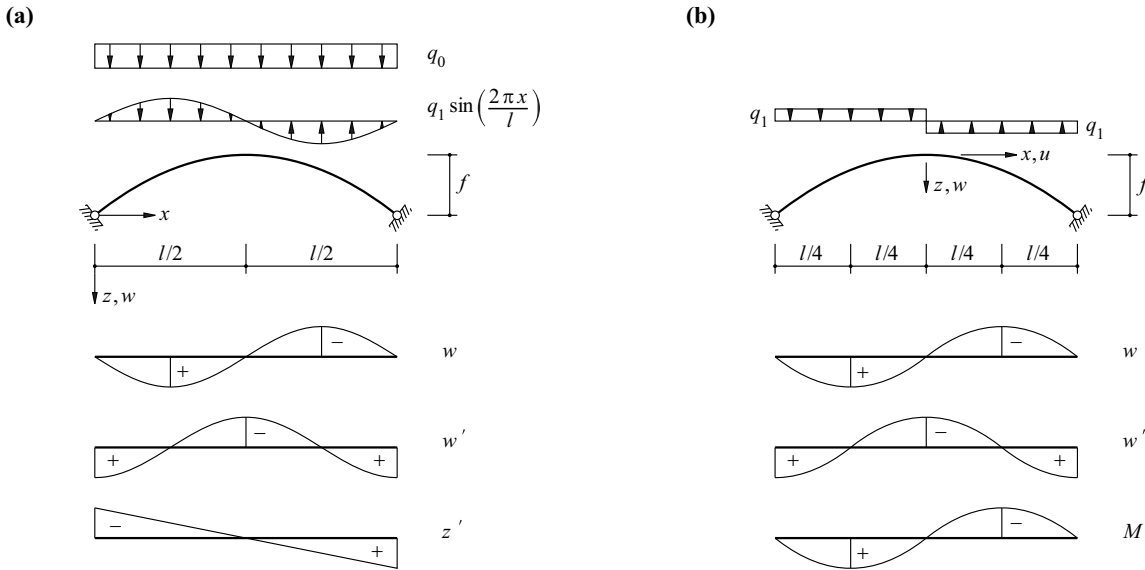 (a)
q₀
q₁ sin(2πx/l)
f
x
l/2 l/2
z, w
+ − w
+ − + w′
− + z′
(b)
q₁ q₁
x, u
z, w
f
l/4 l/4 l/4 l/4
+ − w
+ − + w′
+ − M